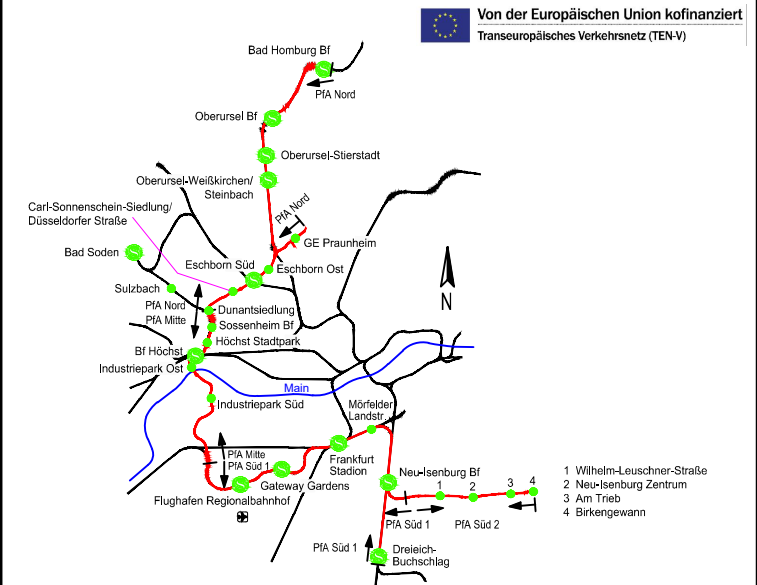 Von der Europäischen Union kofinanziert
Transeuropäisches Verkehrsnetz (TEN-V)
Bad Homburg Bf
PfA Nord
Oberursel Bf
Oberursel-Stierstadt
Oberursel-Weißkirchen/
Steinbach
Carl-Sonnenschein-Siedlung/
Düsseldorfer Straße
PfA Nord
GE Praunheim
Bad Soden
Eschborn Süd
Eschborn Ost
Sulzbach
PfA Nord
PfA Mitte
Dunantsiedlung
Sossenheim Bf
Höchst Stadtpark
N
Bf Höchst
Industriepark Ost
Main
Industriepark Süd
Mörfelder
Landstr.
PfA Mitte
PfA Süd 1
Frankfurt
Stadion
Gateway Gardens
Flughafen Regionalbahnhof
Neu-Isenburg Bf
1 2 3 4
PfA Süd 1
PfA Süd 2
1 Wilhelm-Leuschner-Straße
2 Neu-Isenburg Zentrum
3 Am Trieb
4 Birkengewann
PfA Süd 1
Dreieich-
Buchschlag